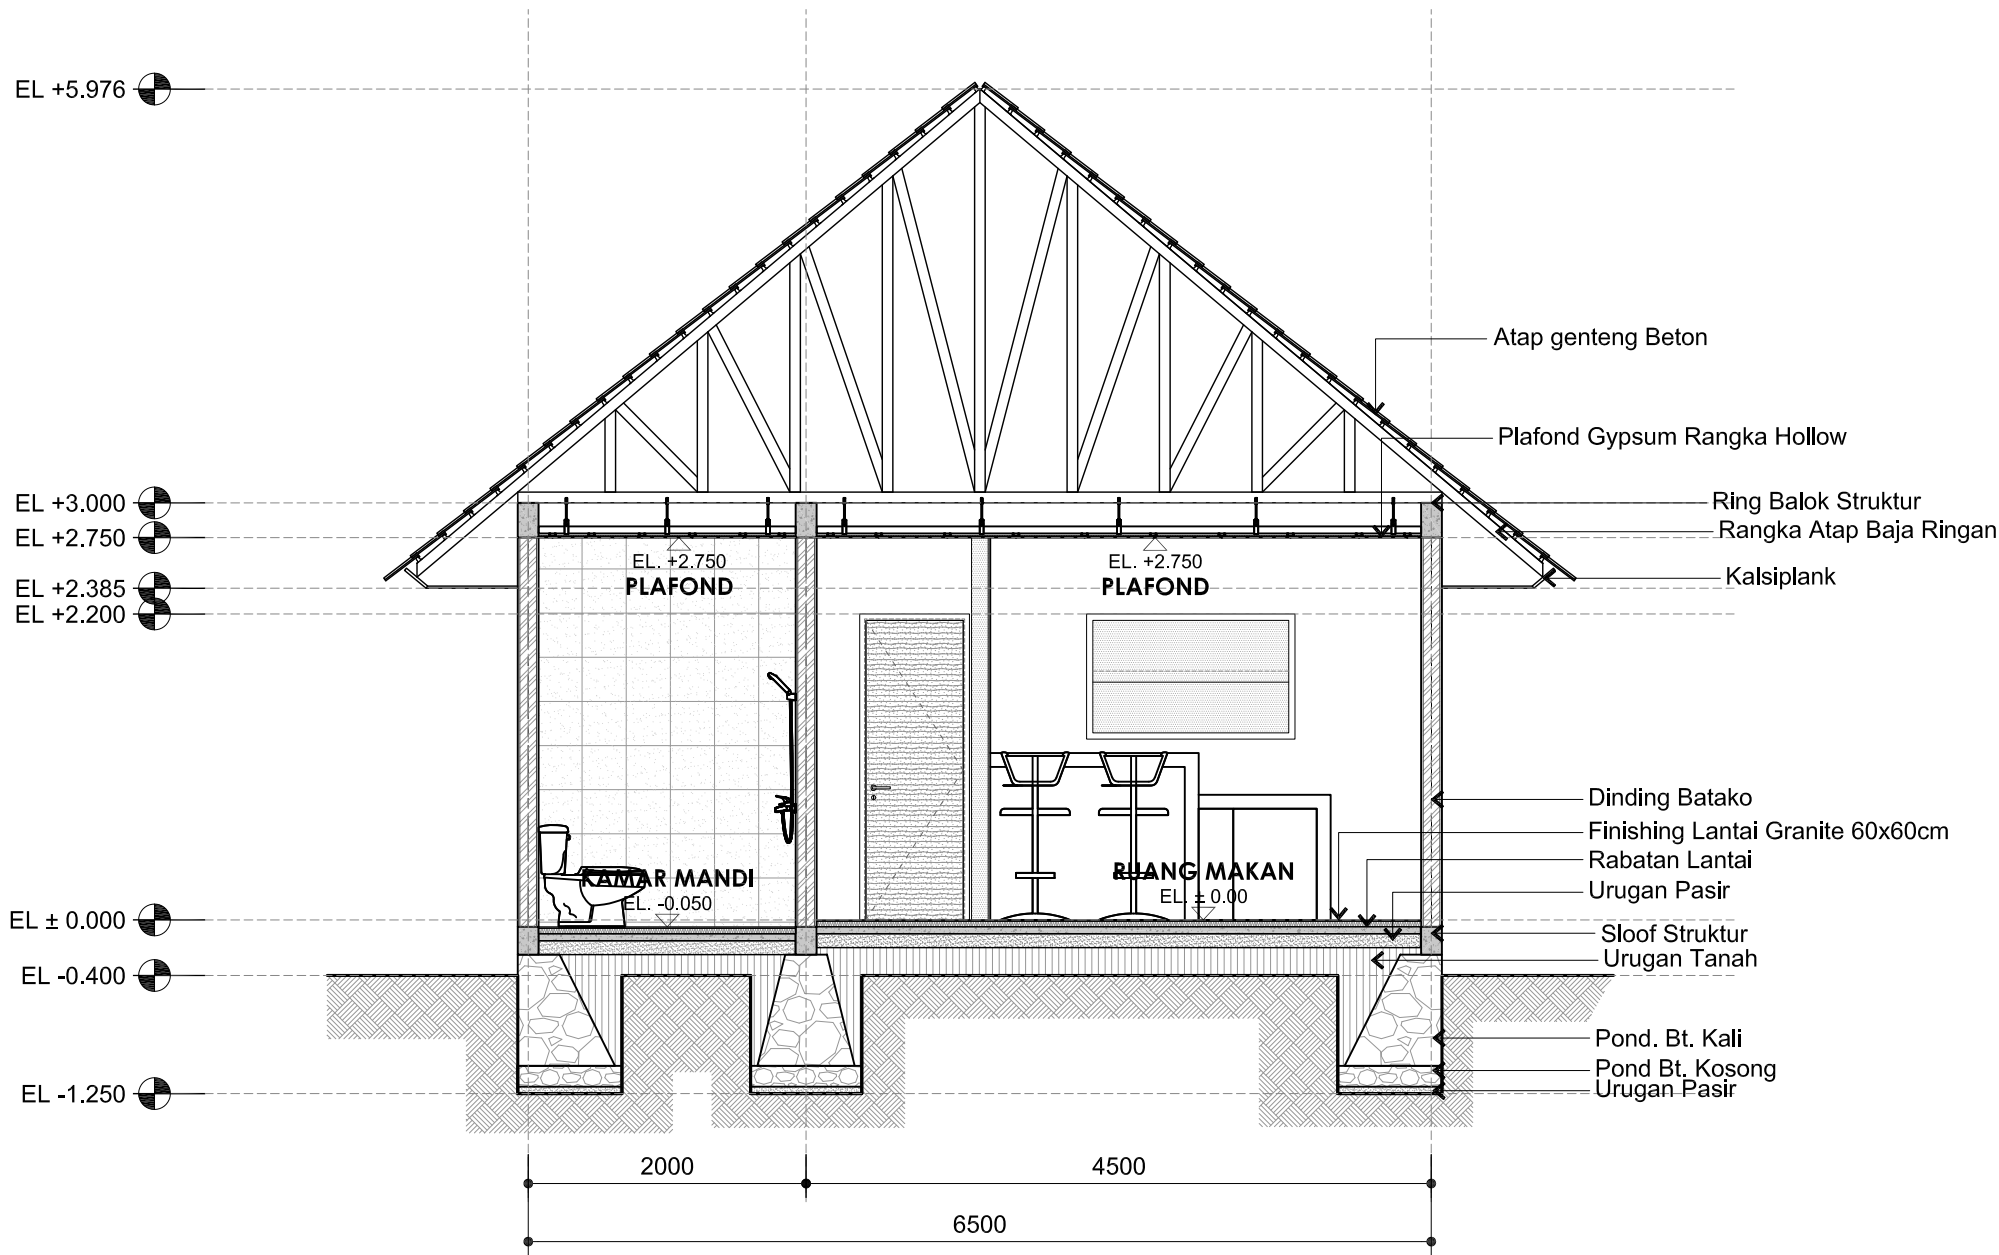 EL +5.976
Atap genteng Beton
Plafond Gypsum Rangka Hollow
EL +3.000
Ring Balok Struktur
Rangka Atap Baja Ringan
EL +2.750
EL. +2.750
PLAFOND
EL. +2.750
PLAFOND
Kalsiplank
EL +2.385
EL +2.200
Dinding Batako
Finishing Lantai Granite 60x60cm
Rabatan Lantai
KAMAR MANDI
EL. -0.050
RUANG MAKAN
EL. ± 0.00
Urugan Pasir
EL ± 0.000
Sloof Struktur
Urugan Tanah
EL -0.400
Pond. Bt. Kali
Pond Bt. Kosong
Urugan Pasir
EL -1.250
2000
4500
6500